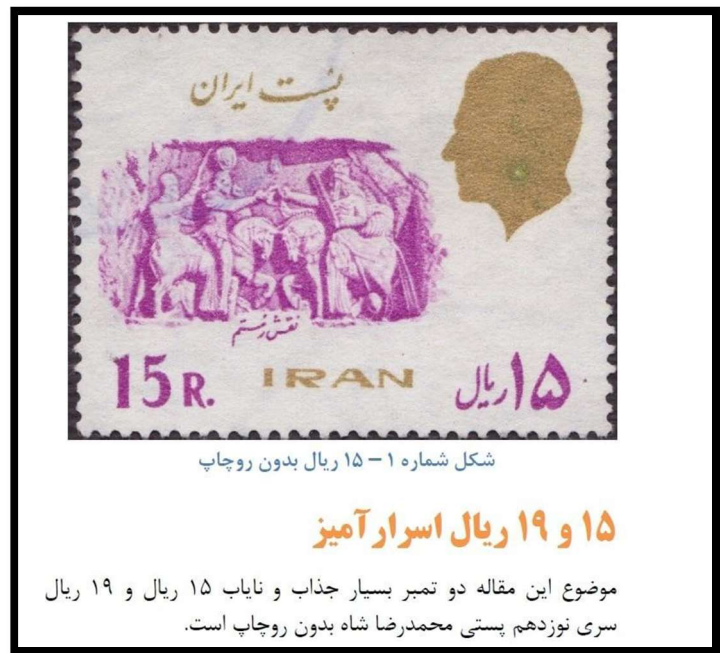 پست ایران
نقش رستم
15 R.
IRAN
۱۵ ریال
شکل شماره ۱ – ۱۵ ریال بدون روچاپ
۱۵ و ۱۹ ریال اسرارآمیز
موضوع این مقاله دو تمبر بسیار جذاب و نایاب ۱۵ ریال و ۱۹ ریال
سری نوزدهم پستی محمدرضا شاه بدون روچاپ است.